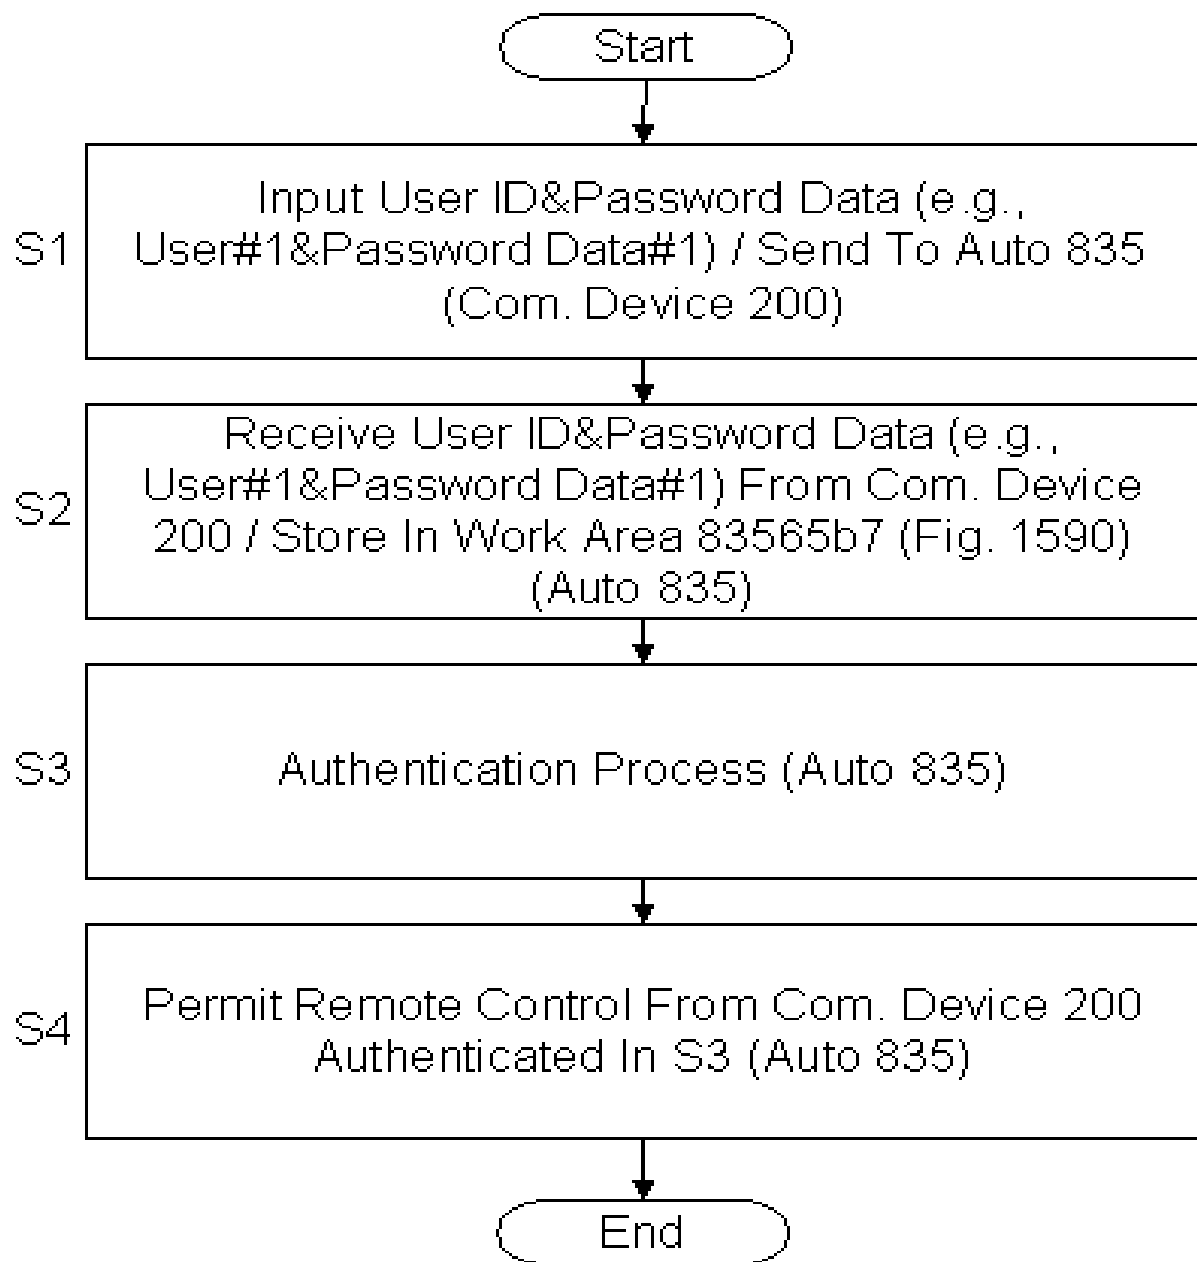 Start
Input User ID&Password Data (e.g.,
S1
User#1&Password Data#1) / Send To Auto 835
(Com. Device 200)
Receive User ID&Password Data (e.g.,
User#1&Password Data#1) From Com. Device
S2
200 / Store In Work Area 83565b7 (Fig. 1590)
(Auto 835)
S3
Authentication Process (Auto 835)
Permit Remote Control From Com. Device 200
S4
Authenticated In S3 (Auto 835)
End